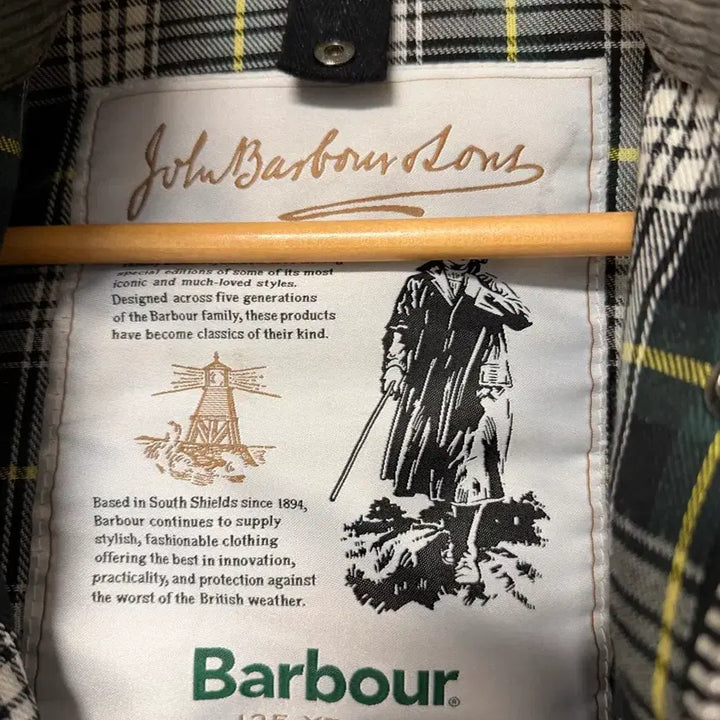 John Barbour & Sons
special editions of some of its most
iconic and much-loved styles.
Designed across five generations
of the Barbour family, these products
have become classics of their kind.
Based in South Shields since 1894,
Barbour continues to supply
stylish, fashionable clothing
offering the best in innovation,
practicality, and protection against
the worst of the British weather.
Barbour®